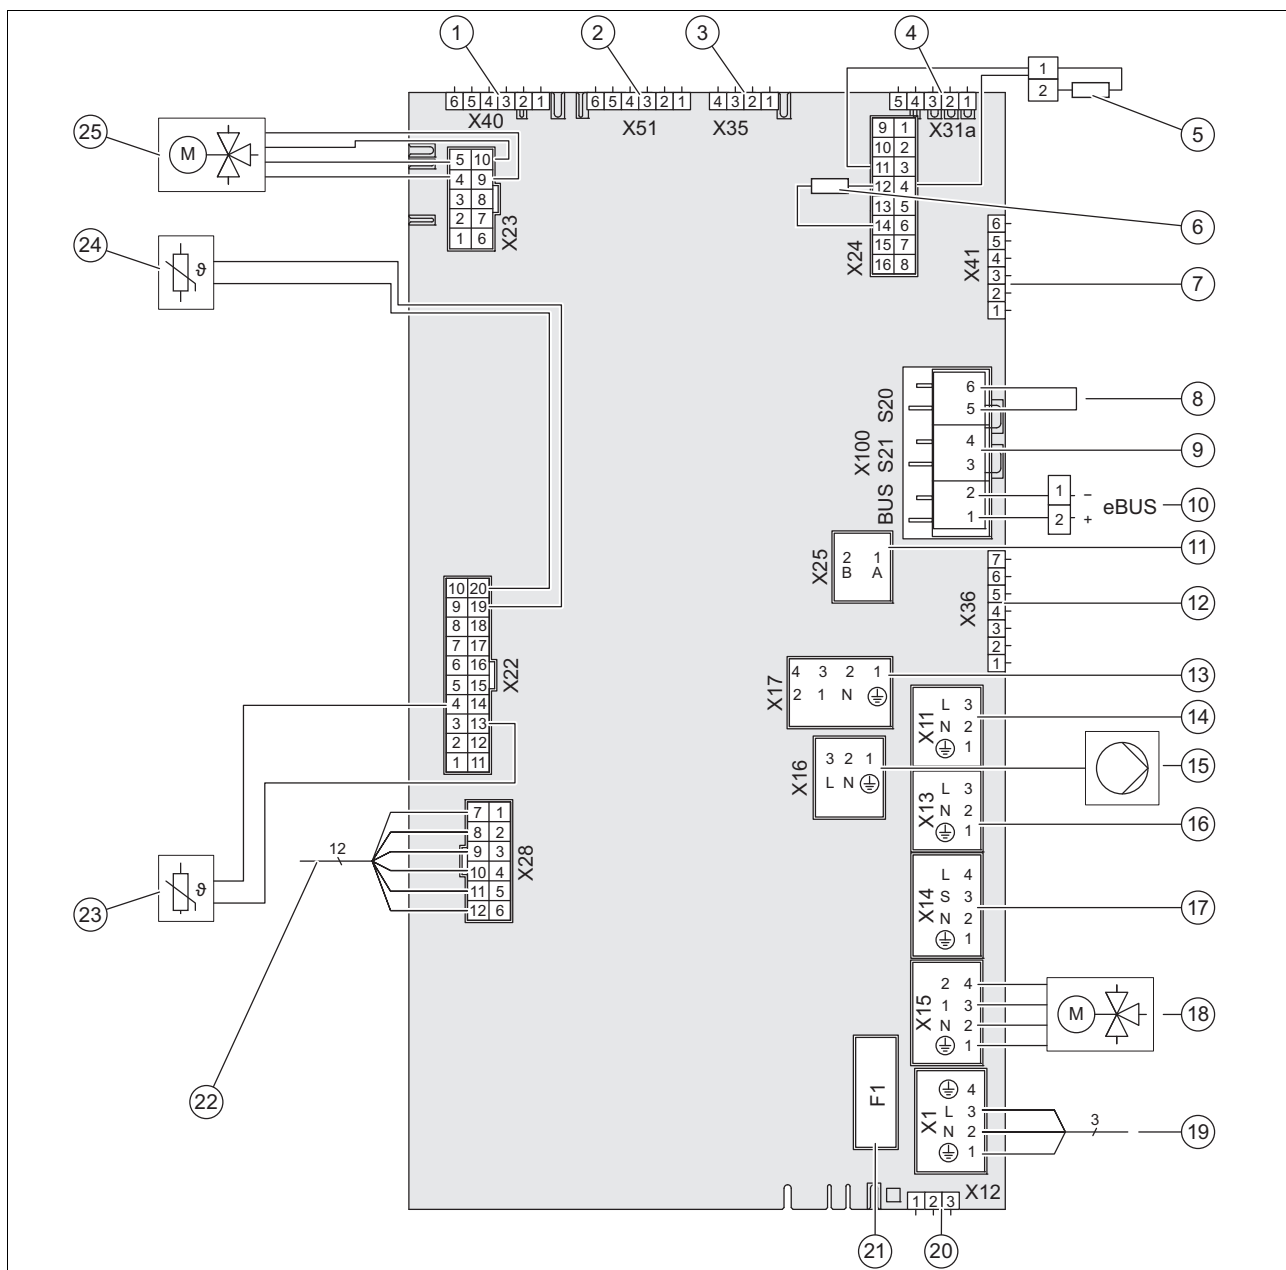 1 2 3 4
6 5 4 3 2 1
X40
6 5 4 3 2 1
X51
4 3 2 1
X35
5 4 3 2 1
X31a
1
2
5
25
M
5 10
4 9
3 8
2 7
1 6
X23
9 1
10 2
11 3
12 4
13 5
14 6
15 7
16 8
X24
6
24
ϑ
6
5
4
3
2
1
X41
7
X100
S20
6
5
8
S21
4
3
9
BUS
2
1
1 −
2 +
eBUS
10
X25
2 1
B A
11
7
6
5
4
3
2
1
X36
12
10 20
9 19
8 18
7 17
6 16
5 15
4 14
3 13
2 12
1 11
X22
X17
4 3 2 1
2 1 N
13
X11
L 3
N 2
1
14
X16
3 2 1
L N
15
X13
L 3
N 2
1
16
7 1
8 2
9 3
10 4
11 5
12 6
X28
12
22
23
ϑ
X14
L 4
S 3
N 2
1
17
X15
2 4
1 3
N 2
1
M
18
F1
21
X1
4
L 3
N 2
1
3
19
X12
1 2 3
20